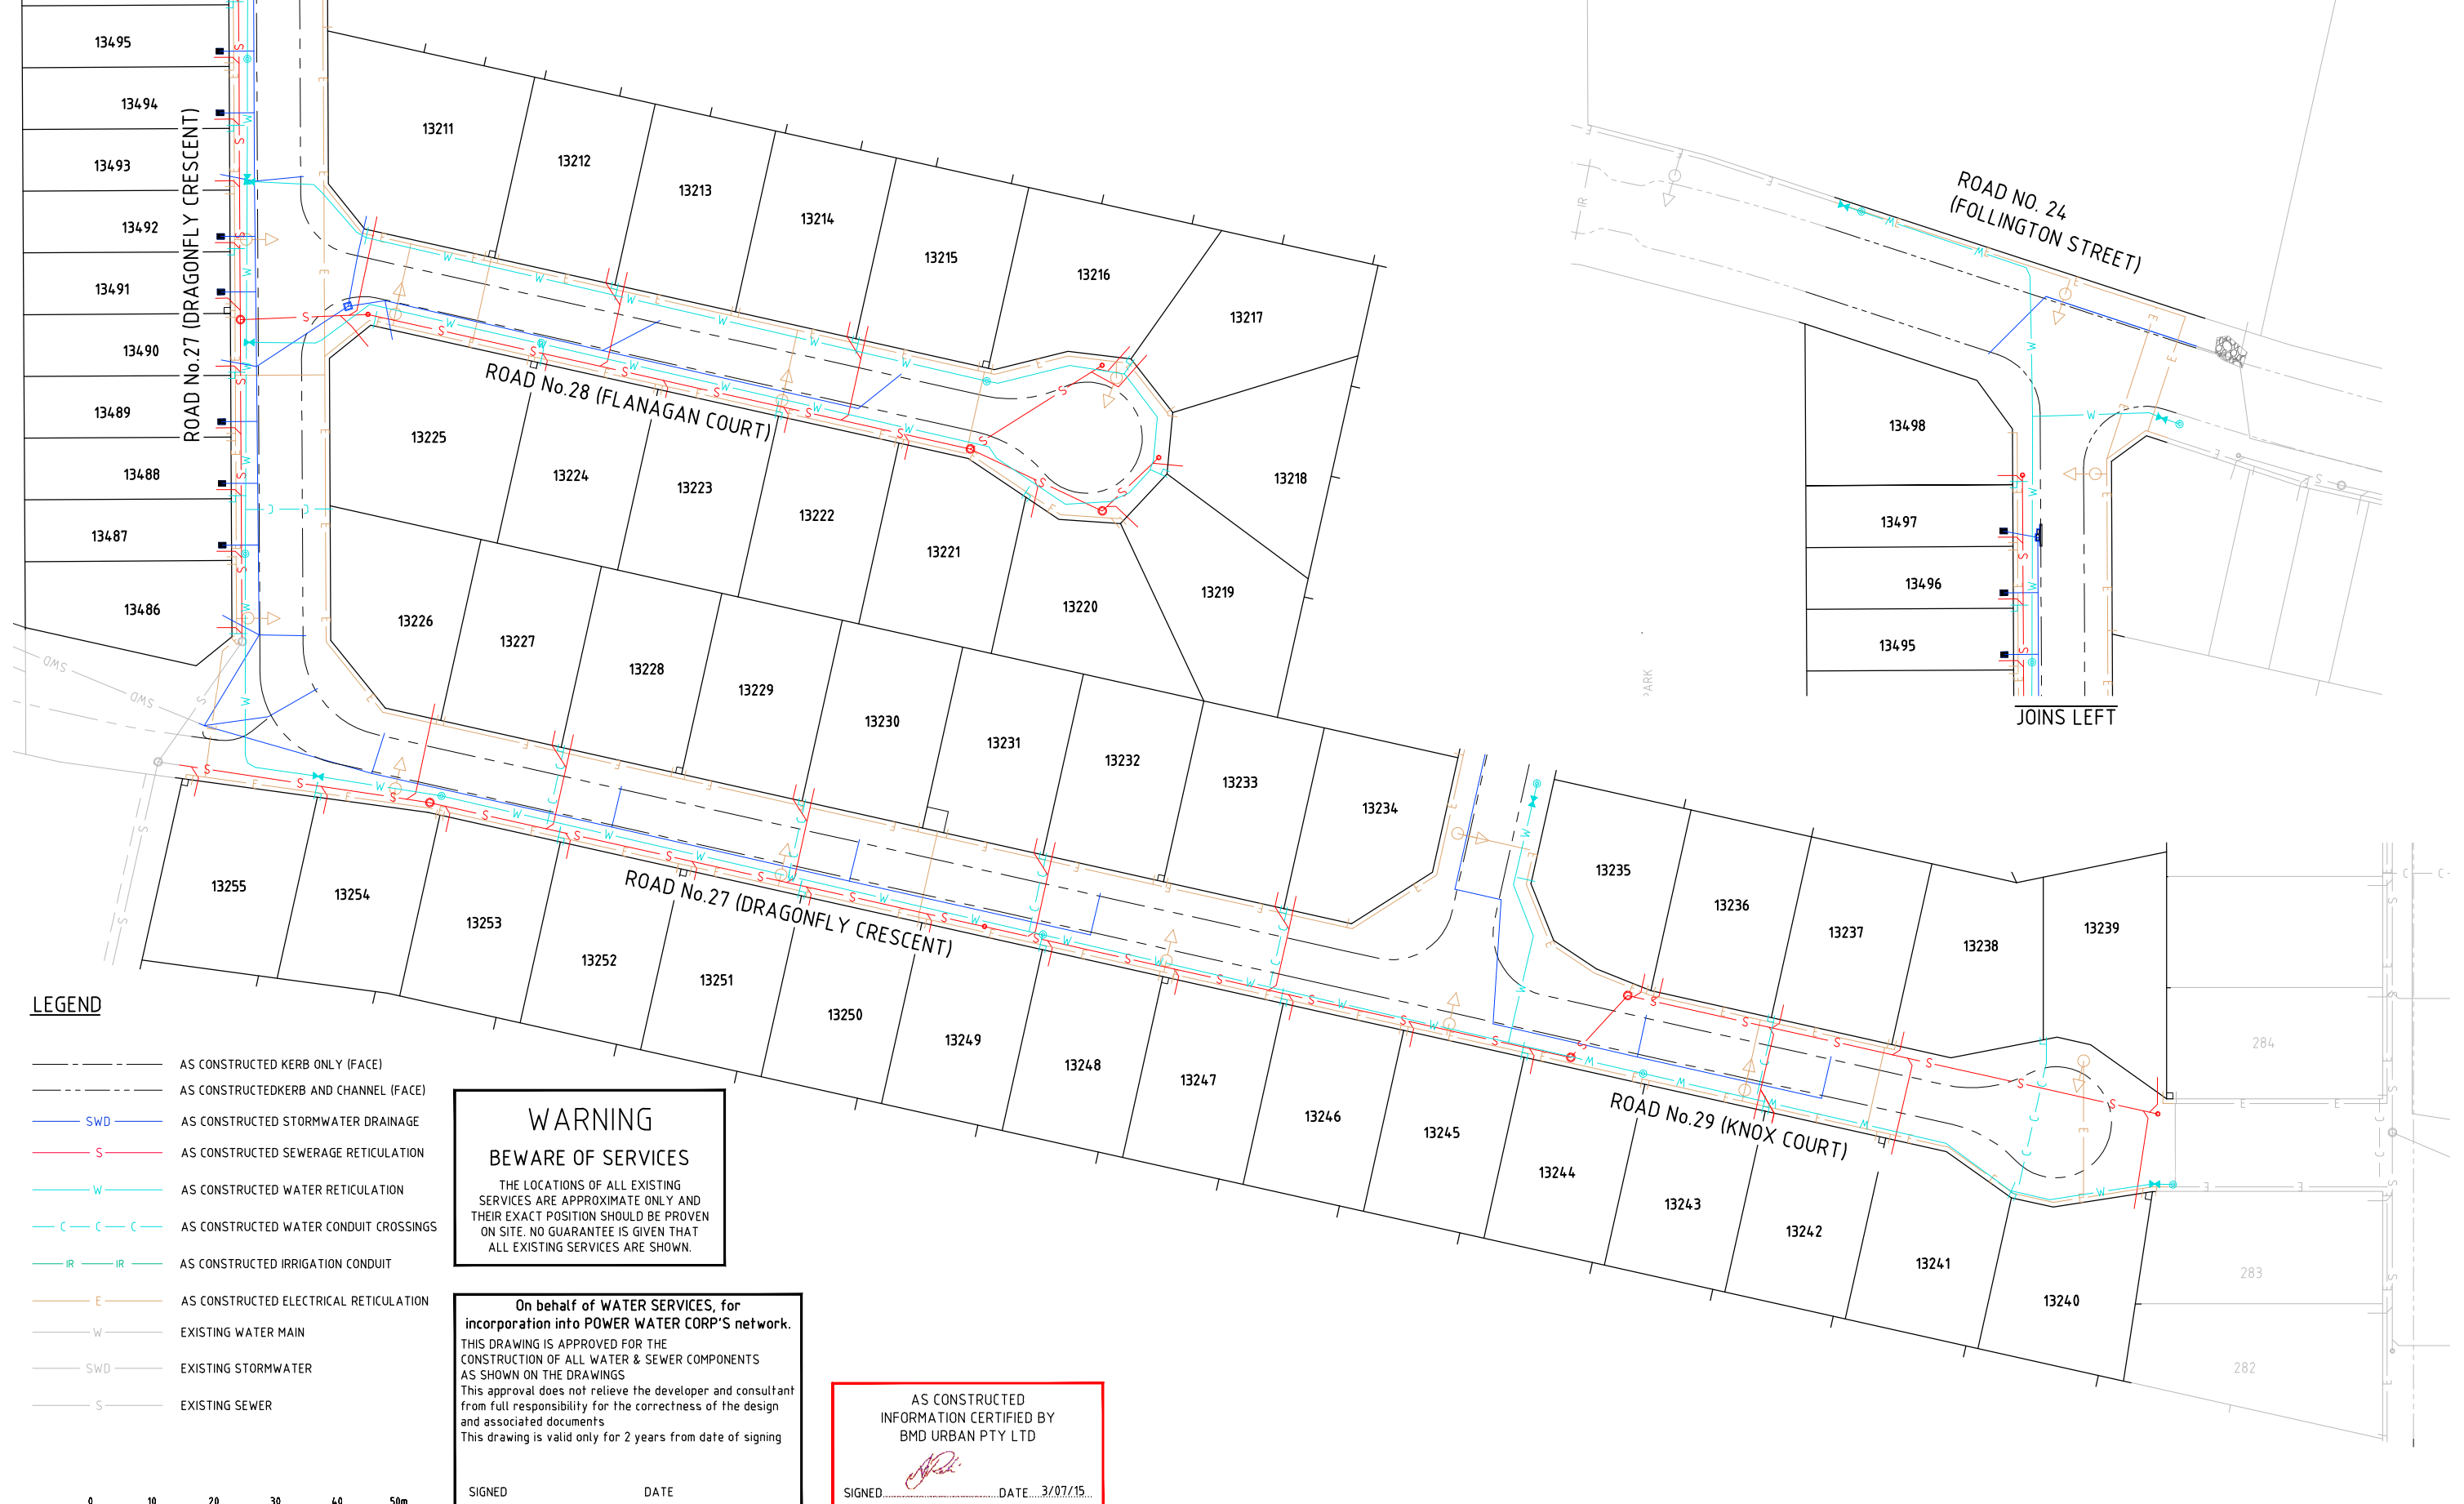 13495
13494
13493
13492
13491
13490
13489
13488
13487
13486
ROAD No.27 (DRAGONFLY CRESCENT)
13211
13212
13213
13214
13215
13216
13217
13218
13219
13220
13221
13222
13223
13224
13225
ROAD No.28 (FLANAGAN COURT)
13226
13227
13228
13229
13230
13231
13232
13233
13234
13235
13236
13237
13238
13239
ROAD No.27 (DRAGONFLY CRESCENT)
13255
13254
13253
13252
13251
13250
13249
13248
13247
13246
13245
13244
13243
13242
13241
13240
ROAD No.29 (KNOX COURT)
284
283
282
ROAD NO. 24
(FOLLINGTON STREET)
13498
13497
13496
13495
JOINS LEFT
PARK
SWD
SWD
IR
LEGEND
AS CONSTRUCTED KERB ONLY (FACE)
AS CONSTRUCTEDKERB AND CHANNEL (FACE)
SWD AS CONSTRUCTED STORMWATER DRAINAGE
S AS CONSTRUCTED SEWERAGE RETICULATION
W AS CONSTRUCTED WATER RETICULATION
C C C AS CONSTRUCTED WATER CONDUIT CROSSINGS
IR IR AS CONSTRUCTED IRRIGATION CONDUIT
E AS CONSTRUCTED ELECTRICAL RETICULATION
W EXISTING WATER MAIN
SWD EXISTING STORMWATER
S EXISTING SEWER
WARNING
BEWARE OF SERVICES
THE LOCATIONS OF ALL EXISTING
SERVICES ARE APPROXIMATE ONLY AND
THEIR EXACT POSITION SHOULD BE PROVEN
ON SITE. NO GUARANTEE IS GIVEN THAT
ALL EXISTING SERVICES ARE SHOWN.
On behalf of WATER SERVICES, for
incorporation into POWER WATER CORP'S network.
THIS DRAWING IS APPROVED FOR THE
CONSTRUCTION OF ALL WATER & SEWER COMPONENTS
AS SHOWN ON THE DRAWINGS
This approval does not relieve the developer and consultant
from full responsibility for the correctness of the design
and associated documents
This drawing is valid only for 2 years from date of signing
SIGNED DATE
AS CONSTRUCTED
INFORMATION CERTIFIED BY
BMD URBAN PTY LTD
SIGNED DATE 3/07/15
0 10 20 30 40 50m